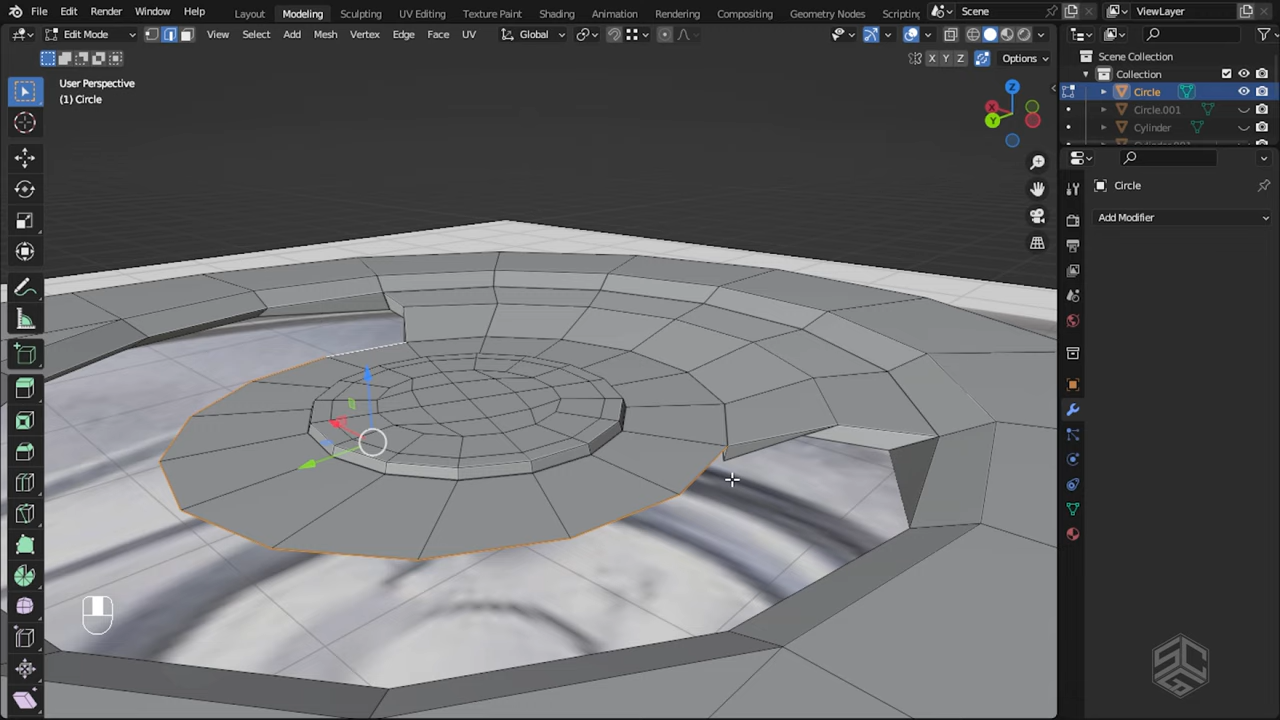 File Edit Render Window Help Layout Modeling Sculpting UV Editing Texture Paint Shading Animation Rendering Compositing Geometry Nodes Scripting Scene ViewLayer
Edit Mode View Select Add Mesh Vertex Edge Face UV Global
X Y Z Options
User Perspective
(1) Circle
Z
X
Y
Scene Collection
Collection
Circle
Circle.001
Cylinder
Circle
Add Modifier